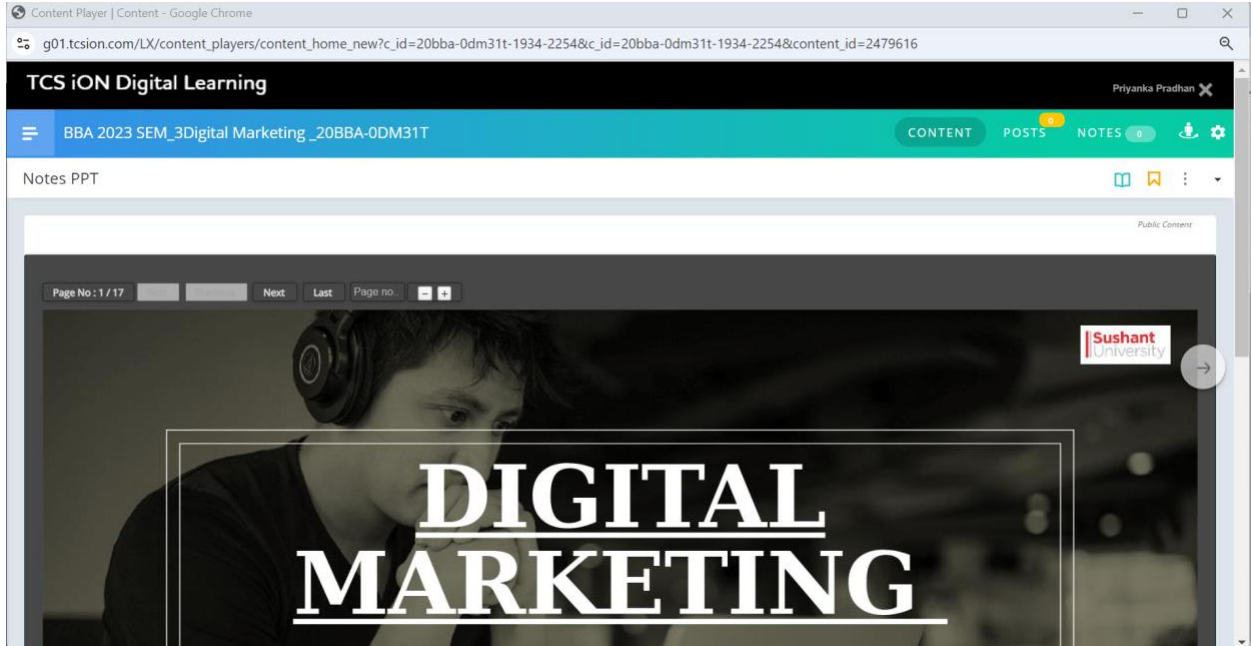 Content Player | Content - Google Chrome
g01.tcsion.com/LX/content_players/content_home_new?c_id=20bba-0dm31t-1934-2254&c_id=20bba-0dm31t-1934-2254&content_id=2479616
TCS iON Digital Learning
Priyanka Pradhan
BBA 2023 SEM_3Digital Marketing _20BBA-0DM31T
CONTENT
POSTS 0
NOTES 0
Notes PPT
Public Content
Page No : 1 / 17
Next
Last
Page no..
Sushant
University
DIGITAL
MARKETING